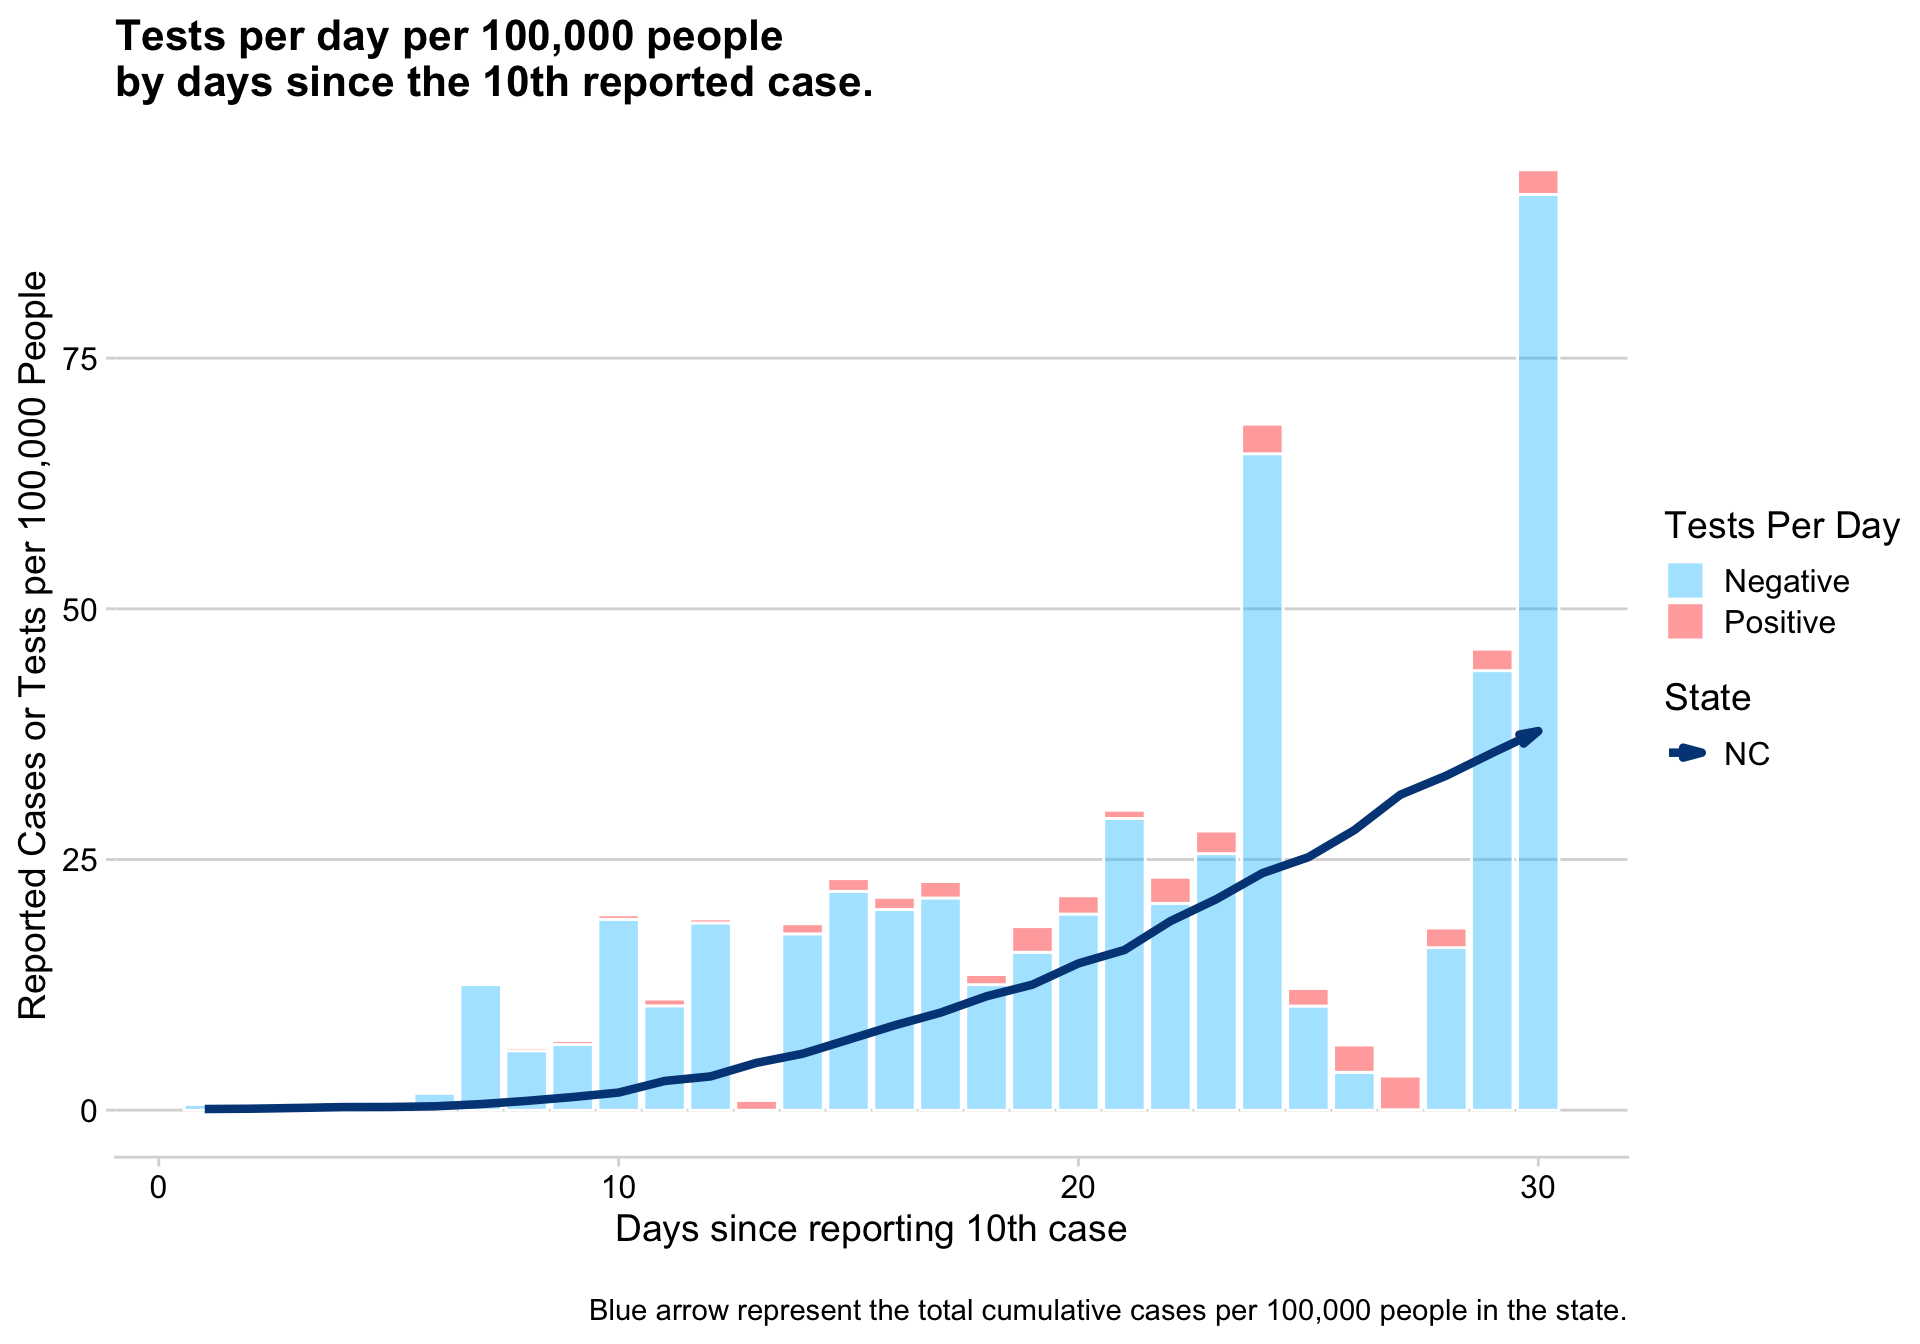 Tests per day per 100,000 people
by days since the 10th reported case.
Reported Cases or Tests per 100,000 People
75
50
25
0
0
10
20
30
Days since reporting 10th case
Tests Per Day
Negative
Positive
State
NC
Blue arrow represent the total cumulative cases per 100,000 people in the state.